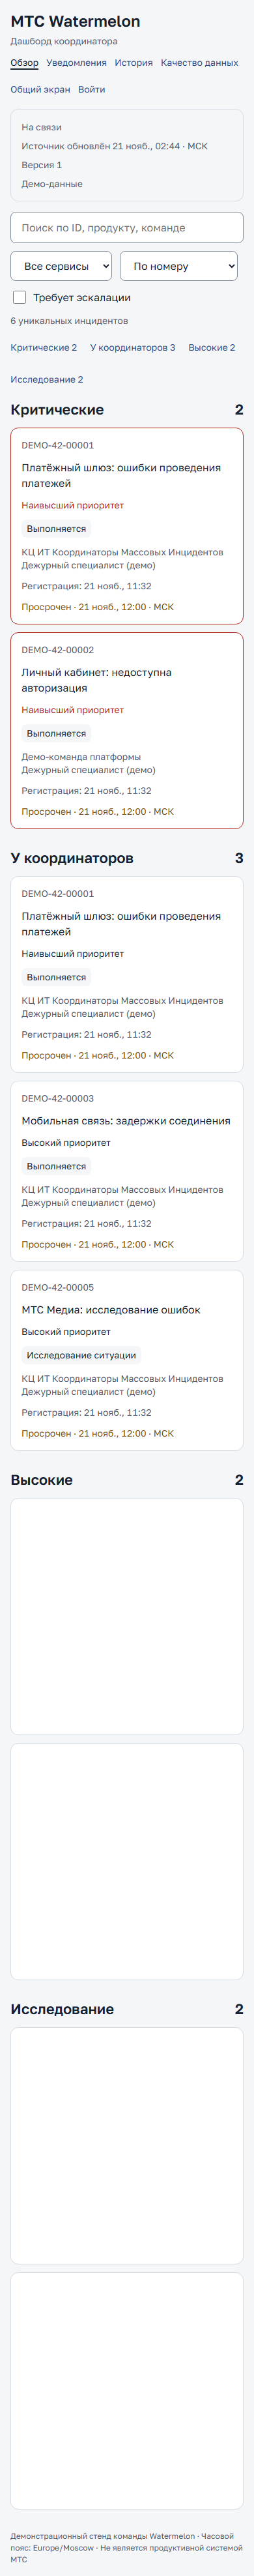 МТС Watermelon
Дашборд координатора
Обзор Уведомления История Качество данных
Общий экран Войти
На связи
Источник обновлён 21 нояб., 02:44 · МСК
Версия 1
Демо-данные
Поиск по ID, продукту, команде
Все сервисы По номеру
Требует эскалации
6 уникальных инцидентов
Критические 2 У координаторов 3 Высокие 2
Исследование 2
Критические 2
DEMO-42-00001
Платёжный шлюз: ошибки проведения
платежей
Наивысший приоритет
Выполняется
КЦ ИТ Координаторы Массовых Инцидентов
Дежурный специалист (демо)
Регистрация: 21 нояб., 11:32
Просрочен · 21 нояб., 12:00 · МСК
DEMO-42-00002
Личный кабинет: недоступна
авторизация
Наивысший приоритет
Выполняется
Демо-команда платформы
Дежурный специалист (демо)
Регистрация: 21 нояб., 11:32
Просрочен · 21 нояб., 12:00 · МСК
У координаторов 3
DEMO-42-00001
Платёжный шлюз: ошибки проведения
платежей
Наивысший приоритет
Выполняется
КЦ ИТ Координаторы Массовых Инцидентов
Дежурный специалист (демо)
Регистрация: 21 нояб., 11:32
Просрочен · 21 нояб., 12:00 · МСК
DEMO-42-00003
Мобильная связь: задержки соединения
Высокий приоритет
Выполняется
КЦ ИТ Координаторы Массовых Инцидентов
Дежурный специалист (демо)
Регистрация: 21 нояб., 11:32
Просрочен · 21 нояб., 12:00 · МСК
DEMO-42-00005
МТС Медиа: исследование ошибок
Высокий приоритет
Исследование ситуации
КЦ ИТ Координаторы Массовых Инцидентов
Дежурный специалист (демо)
Регистрация: 21 нояб., 11:32
Просрочен · 21 нояб., 12:00 · МСК
Высокие 2
Исследование 2
Демонстрационный стенд команды Watermelon · Часовой
пояс: Europe/Moscow · Не является продуктивной системой
МТС